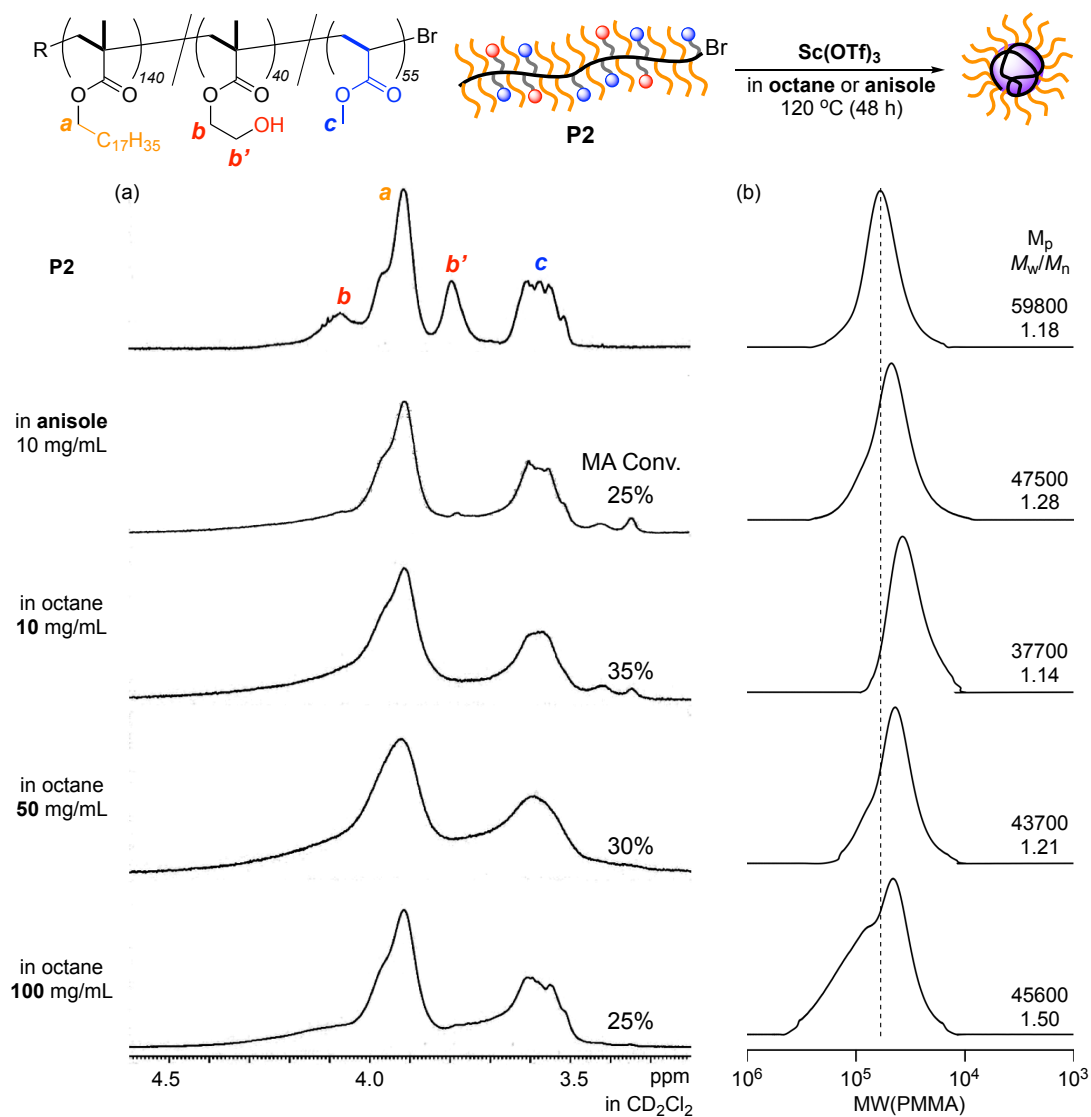 R
Br
140
40
55
O
O
O
O
O
O
a
C17H35
b
OH
b’
c
Br
P2
Sc(OTf)3
in octane or anisole
120 °C (48 h)
(a)
(b)
P2
a
b
b’
c
Mp
Mw/Mn
59800
1.18
in anisole
10 mg/mL
MA Conv.
25%
47500
1.28
in octane
10 mg/mL
35%
37700
1.14
in octane
50 mg/mL
30%
43700
1.21
in octane
100 mg/mL
25%
45600
1.50
4.5 4.0 3.5 ppm
in CD2Cl2
10^6 10^5 10^4 10^3
MW(PMMA)